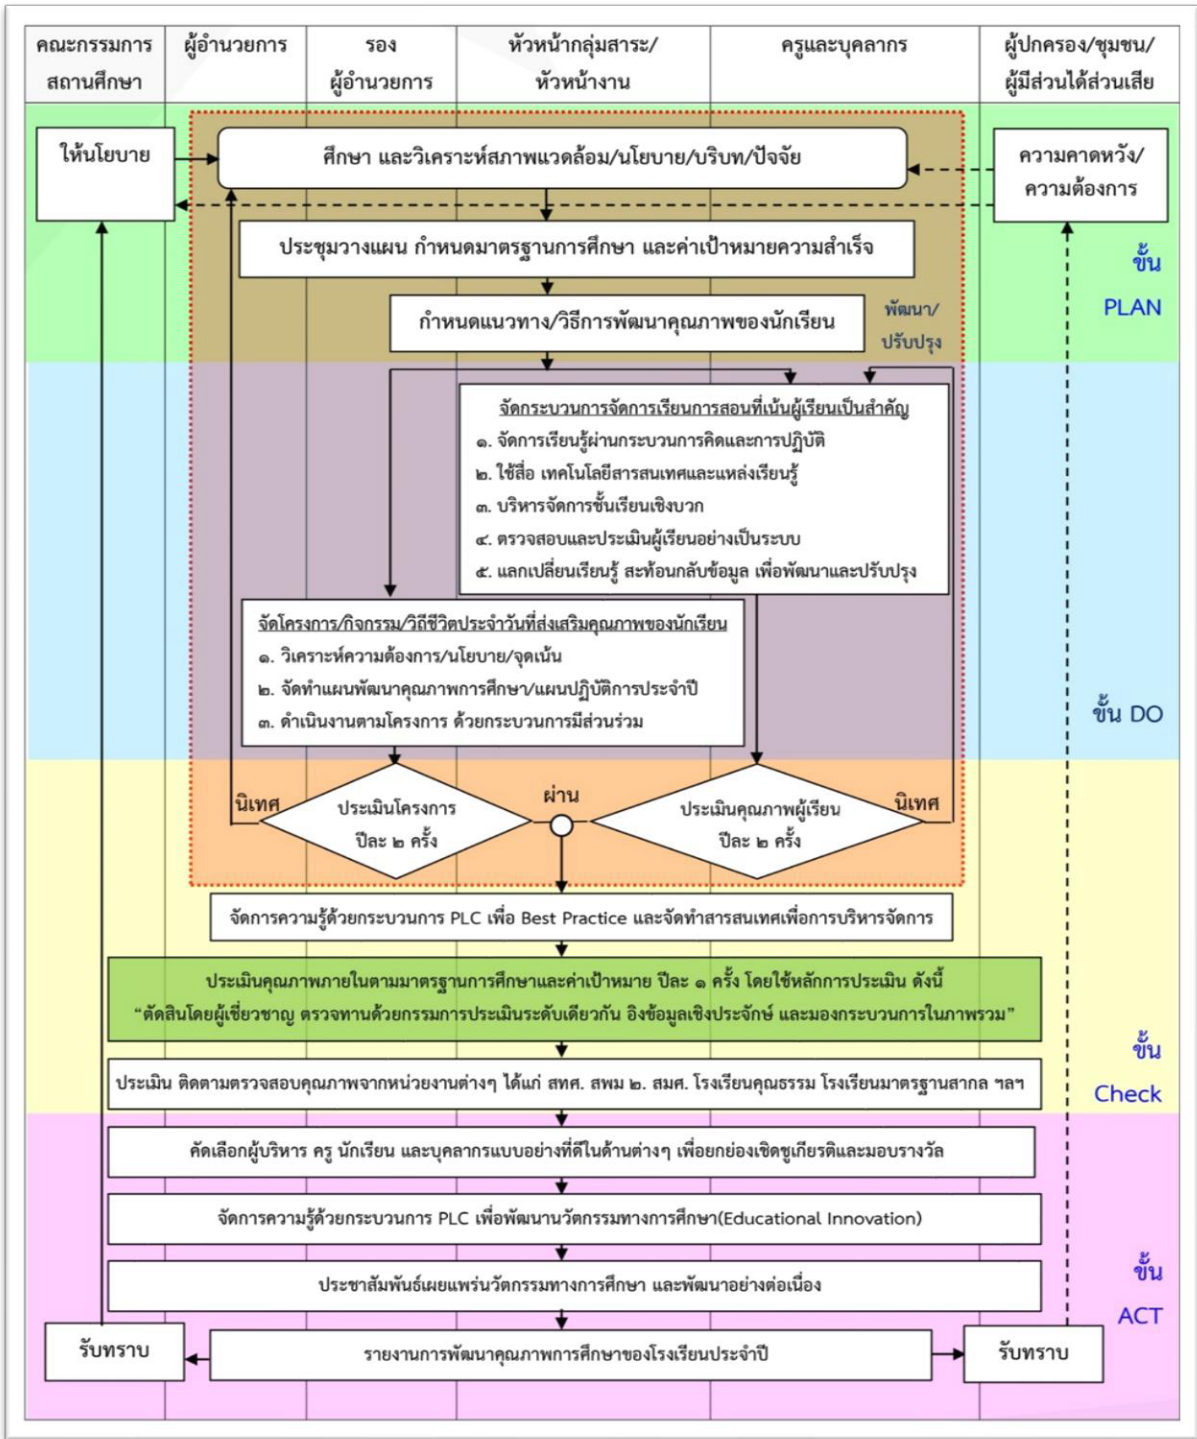 คณะกรรมการ
สถานศึกษา
ผู้อำนวยการ
รอง
ผู้อำนวยการ
หัวหน้ากลุ่มสาระ/
หัวหน้างาน
ครูและบุคลากร
ผู้ปกครอง/ชุมชน/
ผู้มีส่วนได้ส่วนเสีย
ให้นโยบาย
ศึกษา และวิเคราะห์สภาพแวดล้อม/นโยบาย/บริบท/ปัจจัย
ความคาดหวัง/
ความต้องการ
ประชุมวางแผน กำหนดมาตรฐานการศึกษา และค่าเป้าหมายความสำเร็จ
ขั้น
PLAN
กำหนดแนวทาง/วิธีการพัฒนาคุณภาพของนักเรียน
พัฒนา/
ปรับปรุง
จัดกระบวนการจัดการเรียนการสอนที่เน้นผู้เรียนเป็นสำคัญ
๑. จัดการเรียนรู้ผ่านกระบวนการคิดและการปฏิบัติ
๒. ใช้สื่อ เทคโนโลยีสารสนเทศและแหล่งเรียนรู้
๓. บริหารจัดการชั้นเรียนเชิงบวก
๔. ตรวจสอบและประเมินผู้เรียนอย่างเป็นระบบ
๕. แลกเปลี่ยนเรียนรู้ สะท้อนกลับข้อมูล เพื่อพัฒนาและปรับปรุง
จัดโครงการ/กิจกรรม/วิถีชีวิตประจำวันที่ส่งเสริมคุณภาพของนักเรียน
๑. วิเคราะห์ความต้องการ/นโยบาย/จุดเน้น
๒. จัดทำแผนพัฒนาคุณภาพการศึกษา/แผนปฏิบัติการประจำปี
๓. ดำเนินงานตามโครงการ ด้วยกระบวนการมีส่วนร่วม
ขั้น DO
นิเทศ
ประเมินโครงการ
ปีละ ๒ ครั้ง
ผ่าน
ประเมินคุณภาพผู้เรียน
ปีละ ๒ ครั้ง
นิเทศ
จัดการความรู้ด้วยกระบวนการ PLC เพื่อ Best Practice และจัดทำสารสนเทศเพื่อการบริหารจัดการ
ประเมินคุณภาพภายในตามมาตรฐานการศึกษาและค่าเป้าหมาย ปีละ ๑ ครั้ง โดยใช้หลักการประเมิน ดังนี้
“ตัดสินโดยผู้เชี่ยวชาญ ตรวจทานด้วยกรรมการประเมินระดับเดียวกัน อิงข้อมูลเชิงประจักษ์ และมองกระบวนการในภาพรวม”
ขั้น
Check
ประเมิน ติดตามตรวจสอบคุณภาพจากหน่วยงานต่างๆ ได้แก่ สทศ. สพม ๒. สมศ. โรงเรียนคุณธรรม โรงเรียนมาตรฐานสากล ฯลฯ
คัดเลือกผู้บริหาร ครู นักเรียน และบุคลากรแบบอย่างที่ดีในด้านต่างๆ เพื่อยกย่องเชิดชูเกียรติและมอบรางวัล
จัดการความรู้ด้วยกระบวนการ PLC เพื่อพัฒนานวัตกรรมทางการศึกษา(Educational Innovation)
ประชาสัมพันธ์เผยแพร่นวัตกรรมทางการศึกษา และพัฒนาอย่างต่อเนื่อง
ขั้น
ACT
รับทราบ
รายงานการพัฒนาคุณภาพการศึกษาของโรงเรียนประจำปี
รับทราบ